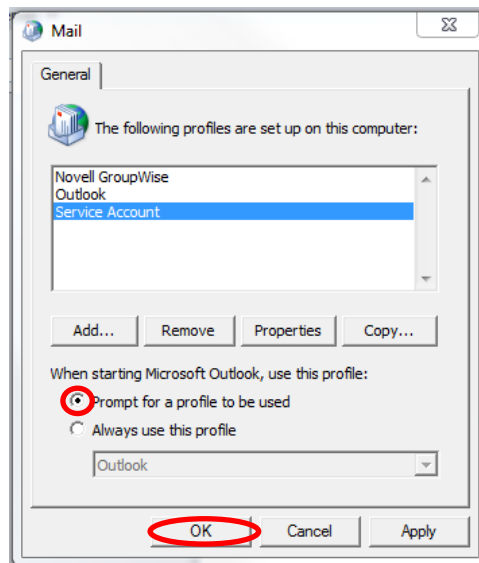 Mail
General
The following profiles are set up on this computer:
Novell GroupWise
Outlook
Service Account
Add... Remove Properties Copy...
When starting Microsoft Outlook, use this profile:
Prompt for a profile to be used
Always use this profile
Outlook
OK Cancel Apply